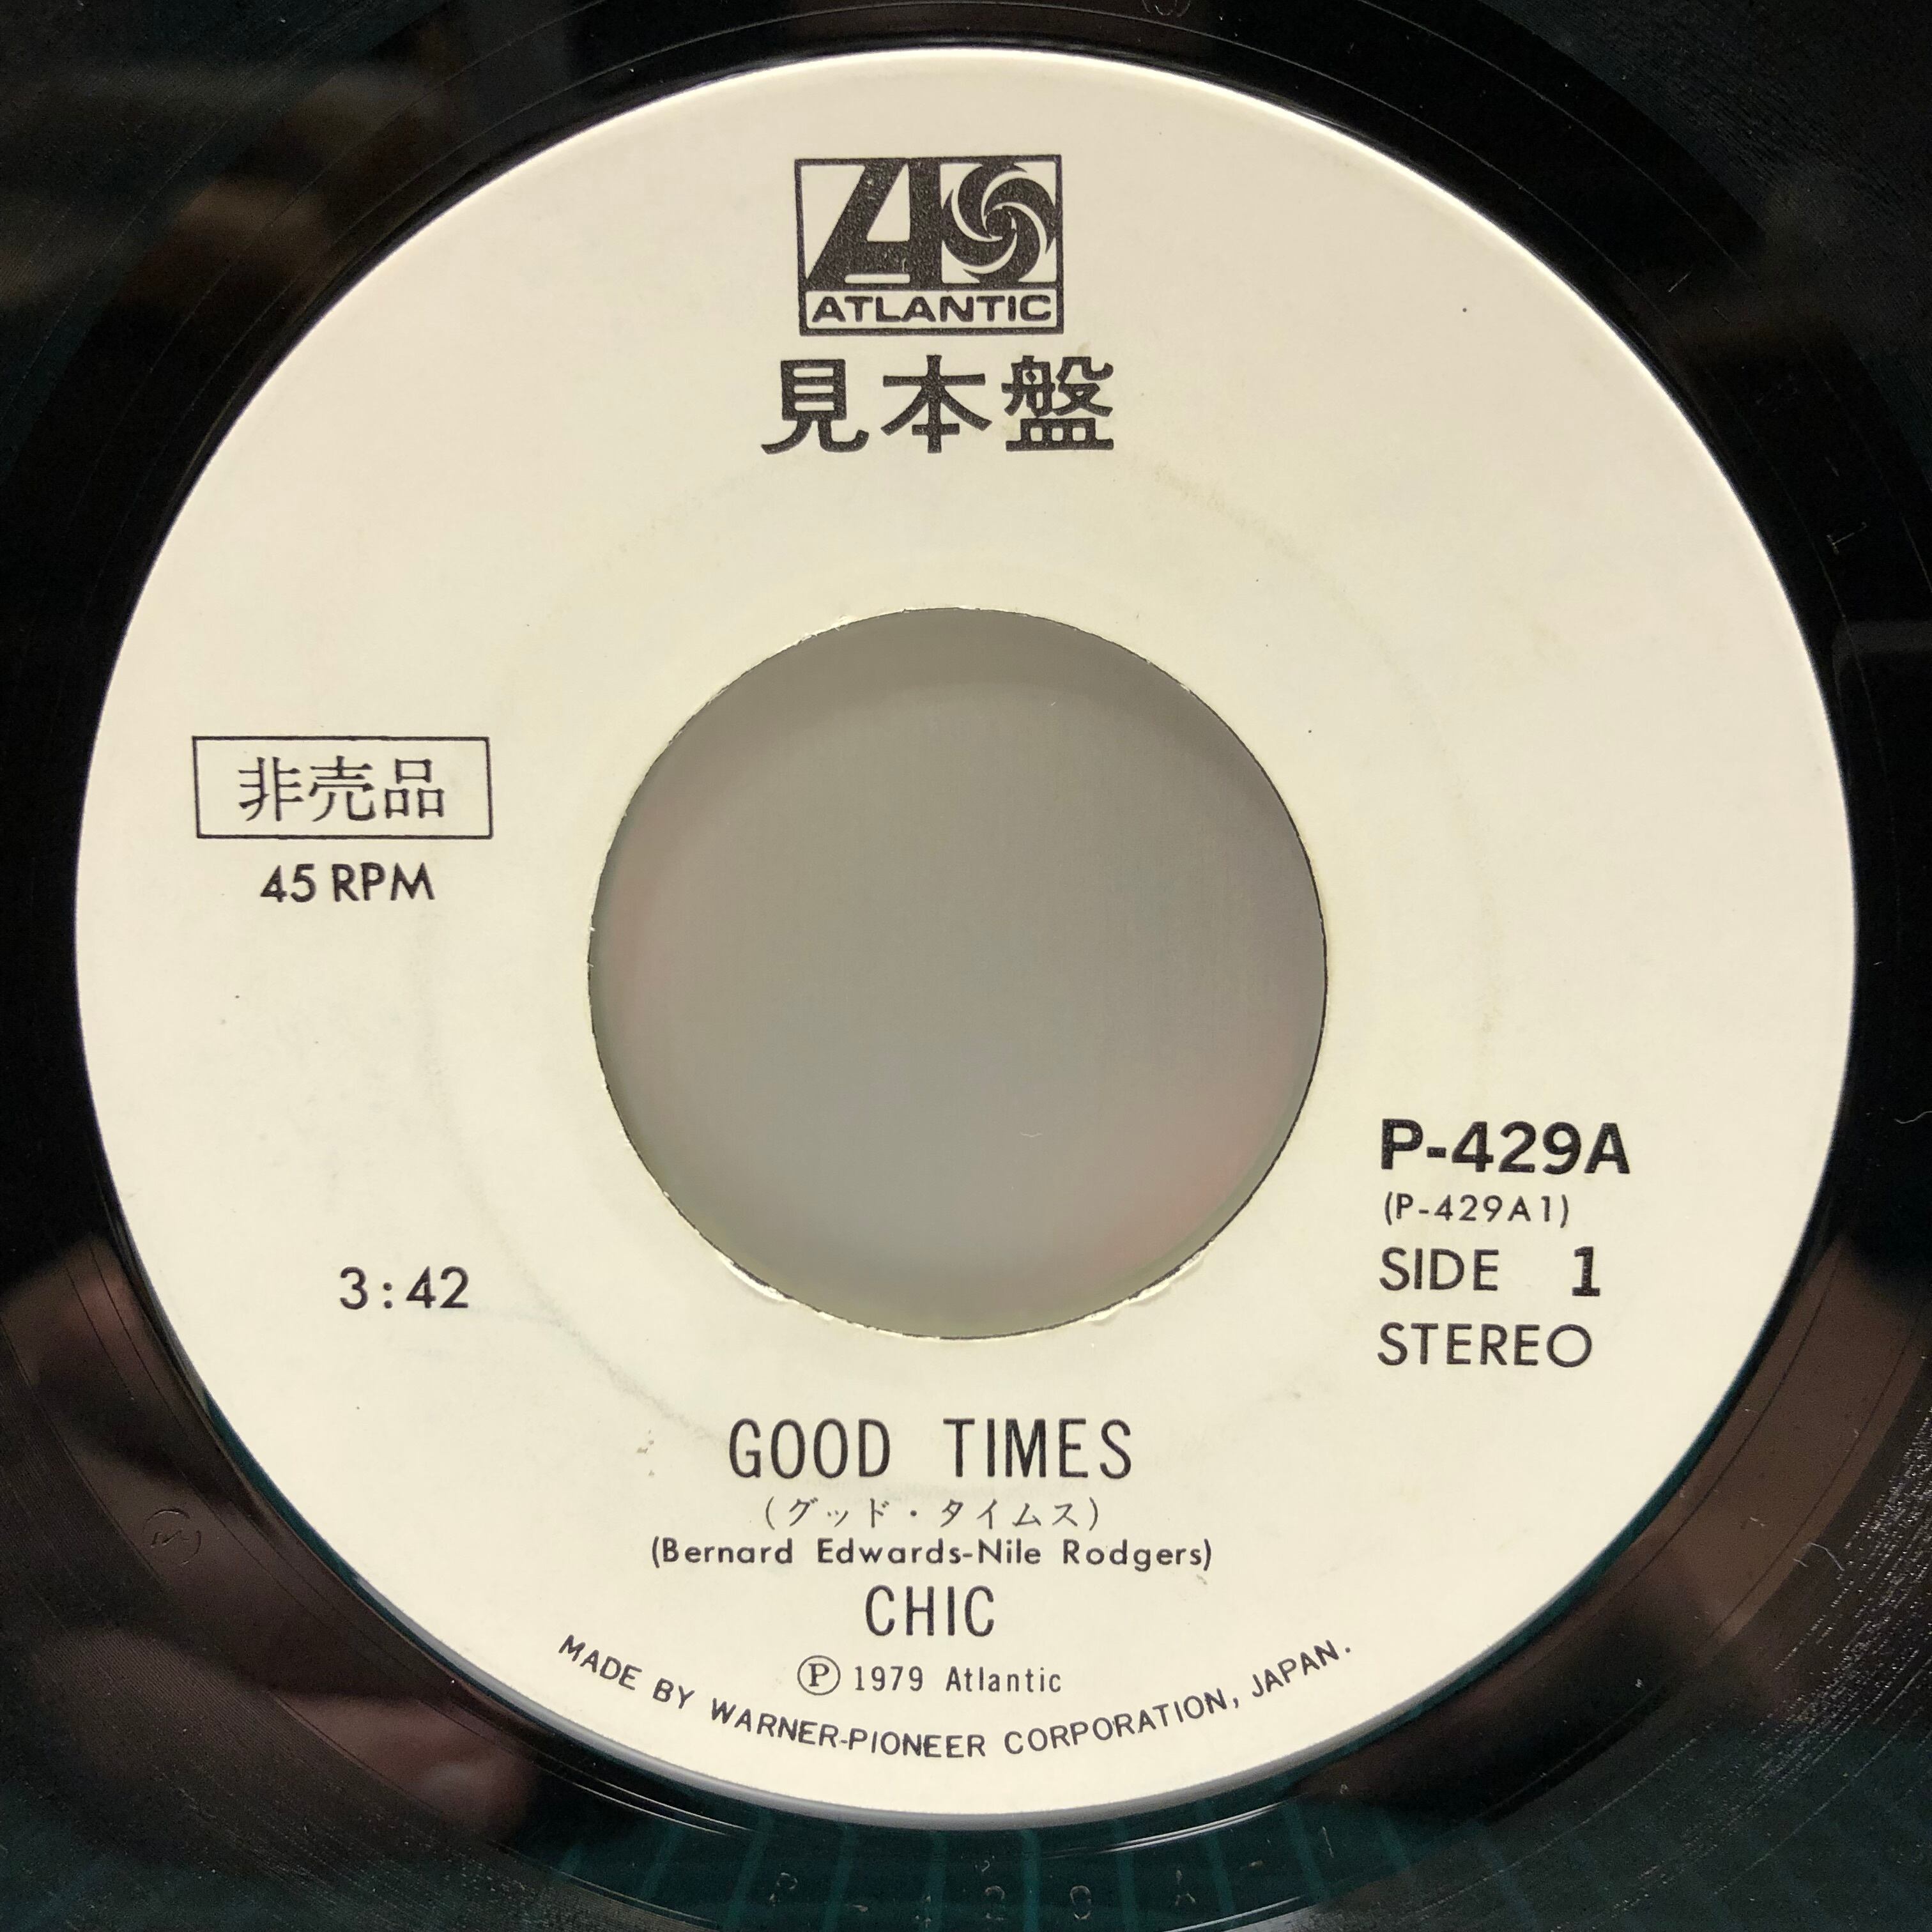 ATLANTIC
見本盤
非売品
45 RPM
P-429A
(P-429A1)
SIDE 1
STEREO
3:42
GOOD TIMES
(グッド・タイムス)
(Bernard Edwards-Nile Rodgers)
CHIC
Ⓟ 1979 Atlantic
MADE BY WARNER-PIONEER CORPORATION, JAPAN.